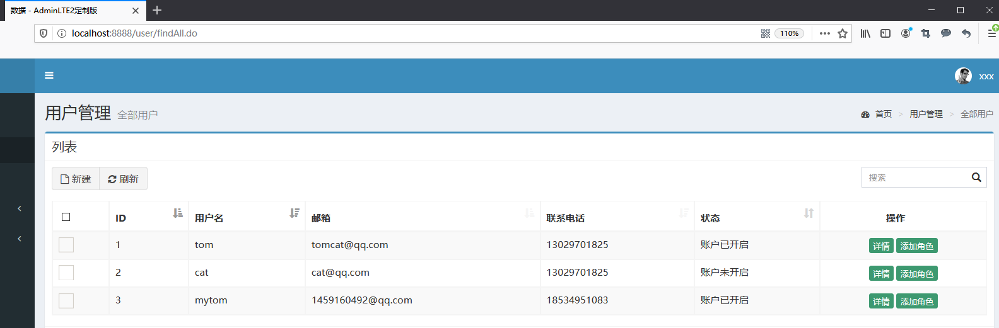 数据 - AdminLTE2定制版
localhost:8888/user/findAll.do
110%
xxx
用户管理 全部用户
首页 > 用户管理 > 全部用户
列表
新建 刷新
搜索
ID 用户名 邮箱 联系电话 状态 操作
1 tom tomcat@qq.com 13029701825 账户已开启 详情 添加角色
2 cat cat@qq.com 13029701825 账户未开启 详情 添加角色
3 mytom 1459160492@qq.com 18534951083 账户已开启 详情 添加角色